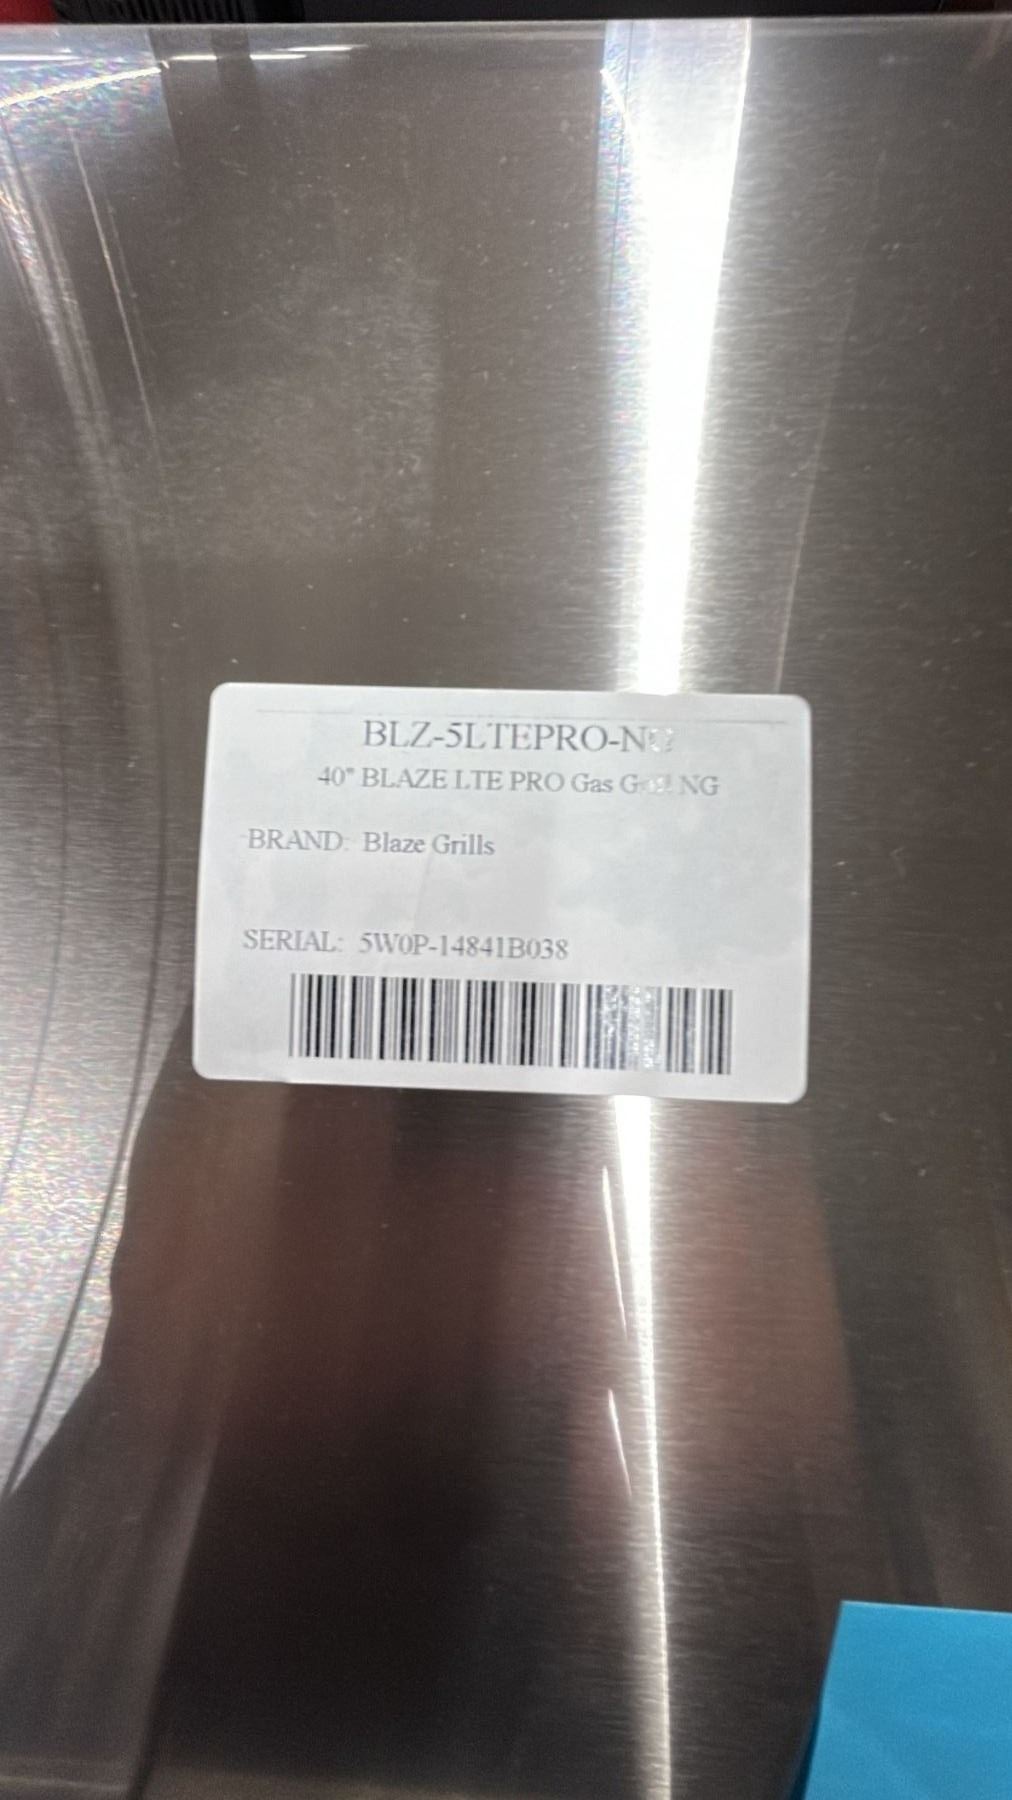 BLZ-5LTEPRO-NG
40" BLAZE LTE PRO Gas Grill NG
BRAND: Blaze Grills
SERIAL: 5W0P-14841B038